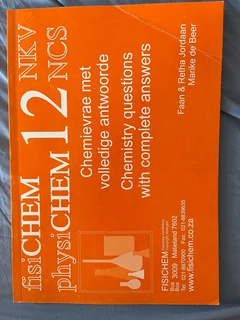 fisiCHEM
physiCHEM 12 NKV
NCS
Chemievrae met
volledige antwoorde
Chemistry questions
with complete answers
Faan & Retha Jordaan
Marike de Beer
FISICHEM
Bus
Box 3009 Matieland 7602
www.fisichem.co.za